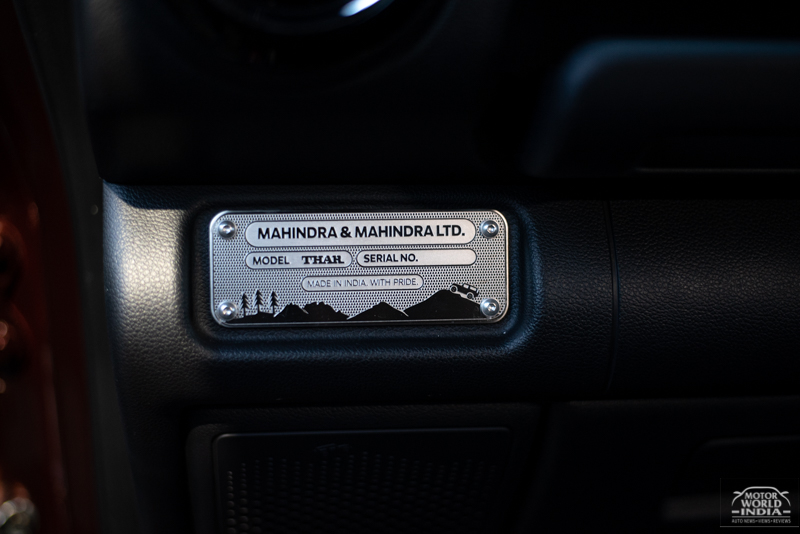 MAHINDRA & MAHINDRA LTD.
MODEL THAR SERIAL NO.
MADE IN INDIA. WITH PRIDE.
MOTOR
WORLD
INDIA
AUTO NEWS • VIEWS • REVIEWS